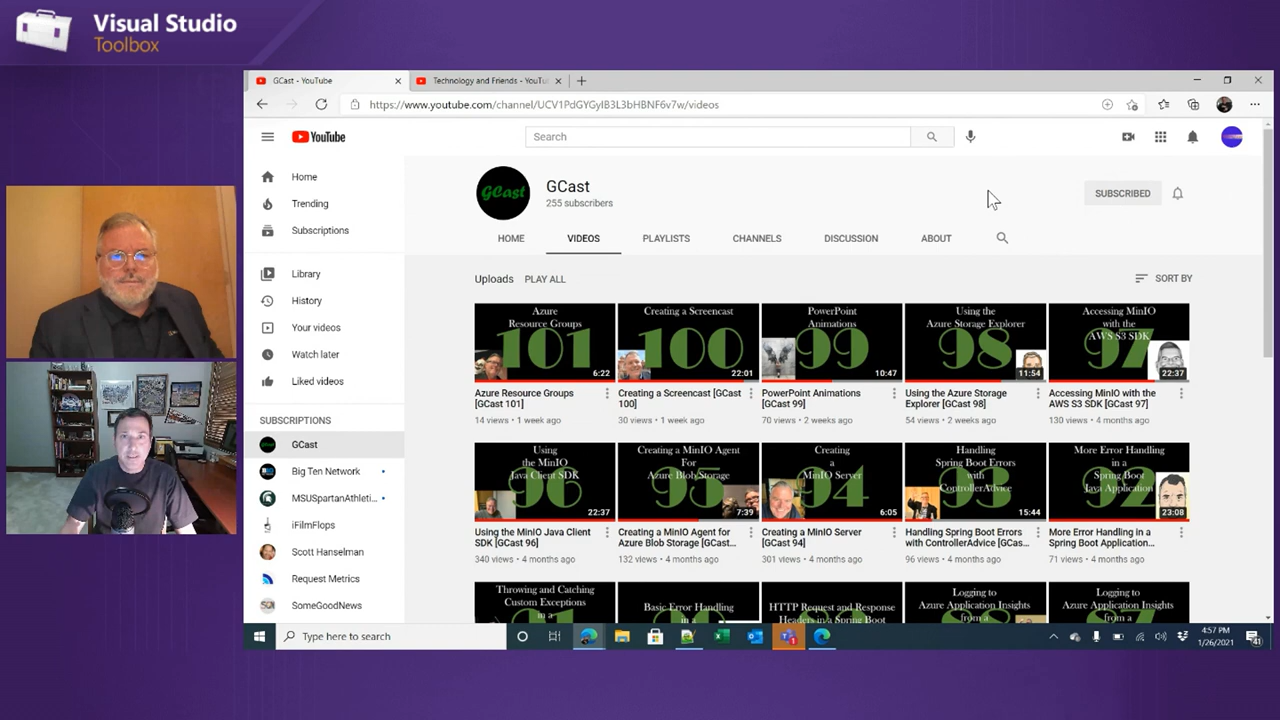 Visual Studio
Toolbox
GCast - YouTube
Technology and Friends - YouTu
https://www.youtube.com/channel/UCV1PdGYGyIB3L3bHBNF6v7w/videos
YouTube
Search
Home
Trending
Subscriptions
Library
History
Your videos
Watch later
Liked videos
SUBSCRIPTIONS
GCast
Big Ten Network
MSUSpartanAthleti...
iFilmFlops
Scott Hanselman
Request Metrics
SomeGoodNews
GCast
GCast
255 subscribers
SUBSCRIBED
HOME
VIDEOS
PLAYLISTS
CHANNELS
DISCUSSION
ABOUT
Uploads
PLAY ALL
SORT BY
Azure
Resource Groups
101
6:22
Azure Resource Groups
[GCast 101]
14 views • 1 week ago
Creating a Screencast
100
22:01
Creating a Screencast [GCast
100]
30 views • 1 week ago
PowerPoint
Animations
99
10:47
PowerPoint Animations
[GCast 99]
70 views • 2 weeks ago
Using the
Azure Storage Explorer
98
11:54
Using the Azure Storage
Explorer [GCast 98]
54 views • 2 weeks ago
Accessing MinIO
with the
AWS S3 SDK
97
22:37
Accessing MinIO with the
AWS S3 SDK [GCast 97]
130 views • 4 months ago
Using
the MinIO
Java Client SDK
96
22:37
Using the MinIO Java Client
SDK [GCast 96]
340 views • 4 months ago
Creating a MinIO Agent
For
Azure Blob Storage
95
7:39
Creating a MinIO Agent for
Azure Blob Storage [GCast...
132 views • 4 months ago
Creating
a MinIO Server
94
6:05
Creating a MinIO Server
[GCast 94]
301 views • 4 months ago
Handling
Spring Boot Errors
with ControllerAdvice
93
15:44
Handling Spring Boot Errors
with ControllerAdvice [GCas...
96 views • 4 months ago
More Error Handling
in a
Spring Boot
Java Application
92
23:08
More Error Handling in a
Spring Boot Application...
71 views • 4 months ago
Throwing and Catching
Custom Exceptions
in a
Basic Error Handling
in a
HTTP Request and Response
Headers in a Spring Boot
Logging to
Azure Application Insights
from a
Logging to
Azure Application Insights
from a
Type here to search
4:57 PM
1/26/2021
41